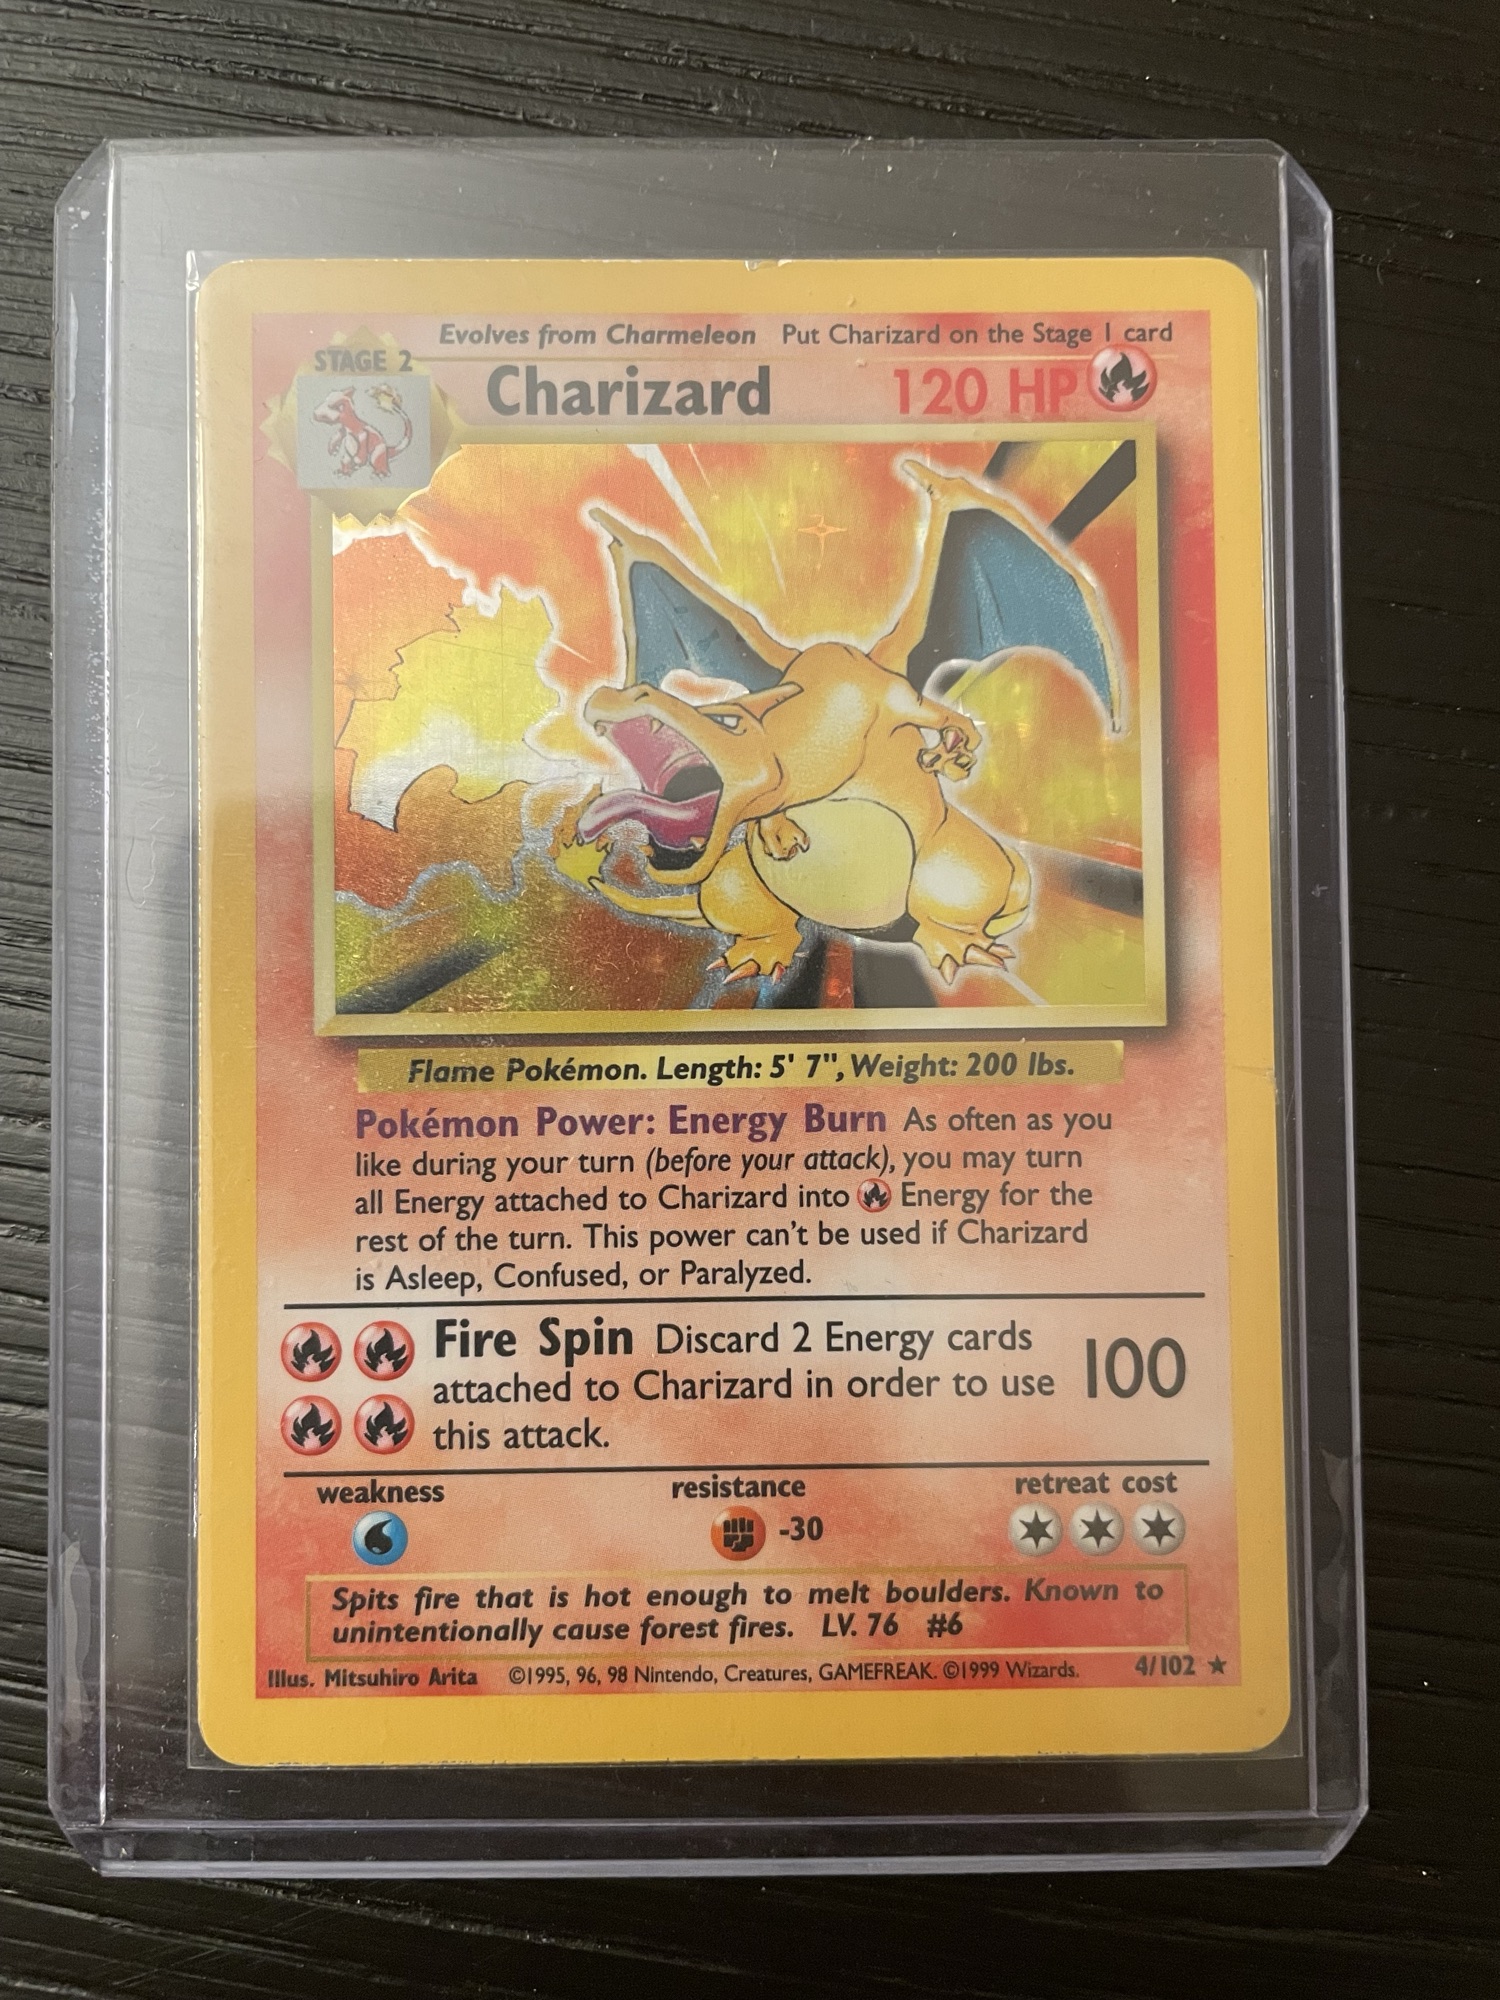 Evolves from Charmeleon Put Charizard on the Stage 1 card
STAGE 2
Charizard 120 HP
Flame Pokémon. Length: 5' 7", Weight: 200 lbs.
Pokémon Power: Energy Burn As often as you
like during your turn (before your attack), you may turn
all Energy attached to Charizard into Energy for the
rest of the turn. This power can't be used if Charizard
is Asleep, Confused, or Paralyzed.
Fire Spin Discard 2 Energy cards
attached to Charizard in order to use
this attack.
100
weakness resistance retreat cost
-30
Spits fire that is hot enough to melt boulders. Known to
unintentionally cause forest fires. LV. 76 #6
Illus. Mitsuhiro Arita ©1995, 96, 98 Nintendo, Creatures, GAMEFREAK. ©1999 Wizards. 4/102 ★